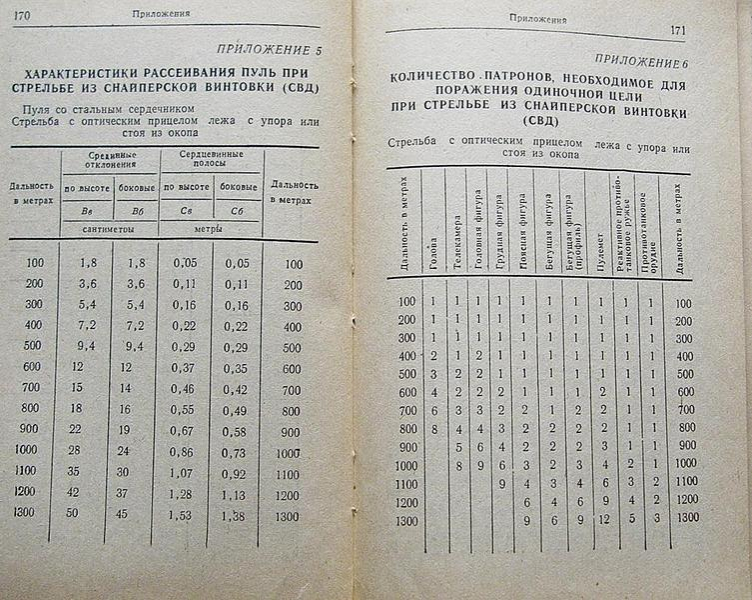 170
Приложения
ПРИЛОЖЕНИЕ 5
ХАРАКТЕРИСТИКИ РАССЕИВАНИЯ ПУЛЬ ПРИ
СТРЕЛЬБЕ ИЗ СНАЙПЕРСКОЙ ВИНТОВКИ (СВД)
Пуля со стальным сердечником
Стрельба с оптическим прицелом лежа с упора или
стоя из окопа
Дальность
в метрах
Срединные
отклонения
Сердцевинные
полосы
Дальность
в метрах
по высоте боковые по высоте боковые
Вв Вб Св Сб
сантиметры метры
100 1,8 1,8 0,05 0,05 100
200 3,6 3,6 0,11 0,11 200
300 5,4 5,4 0,16 0,16 300
400 7,2 7,2 0,22 0,22 400
500 9,4 9,4 0,29 0,29 500
600 12 12 0,37 0,35 600
700 15 14 0,46 0,42 700
800 18 16 0,55 0,49 800
900 22 19 0,67 0,58 900
1000 28 24 0,86 0,73 1000
1100 35 30 1,07 0,92 1100
1200 42 37 1,28 1,13 1200
1300 50 45 1,53 1,38 1300
Приложения
171
ПРИЛОЖЕНИЕ 6
КОЛИЧЕСТВО ПАТРОНОВ, НЕОБХОДИМОЕ ДЛЯ
ПОРАЖЕНИЯ ОДИНОЧНОЙ ЦЕЛИ
ПРИ СТРЕЛЬБЕ ИЗ СНАЙПЕРСКОЙ ВИНТОВКИ
(СВД)
Стрельба с оптическим прицелом лежа с упора или
стоя из окопа
Дальность в метрах
Голова
Телекамера
Головная фигура
Грудная фигура
Поясная фигура
Бегущая фигура
Бегущая фигура
(профиль)
Пулемет
Реактивное противо-
танковое ружье
Противотанковое
орудие
Дальность в метрах
100 1 1 1 1 1 1 1 1 1 1 100
200 1 1 1 1 1 1 1 1 1 1 200
300 1 1 1 1 1 1 1 1 1 1 300
400 2 1 2 1 1 1 1 1 1 1 400
500 3 2 2 1 1 1 1 1 1 1 500
600 4 2 2 2 1 1 1 2 1 1 600
700 6 3 3 2 2 1 2 2 1 1 700
800 8 4 4 3 2 2 2 2 1 1 800
900 5 6 4 2 2 2 3 1 1 900
1000 8 9 6 3 2 3 4 2 1 1000
1100 9 4 3 4 6 3 2 1100
1200 6 4 6 9 4 2 1200
1300 9 6 9 12 5 3 1300